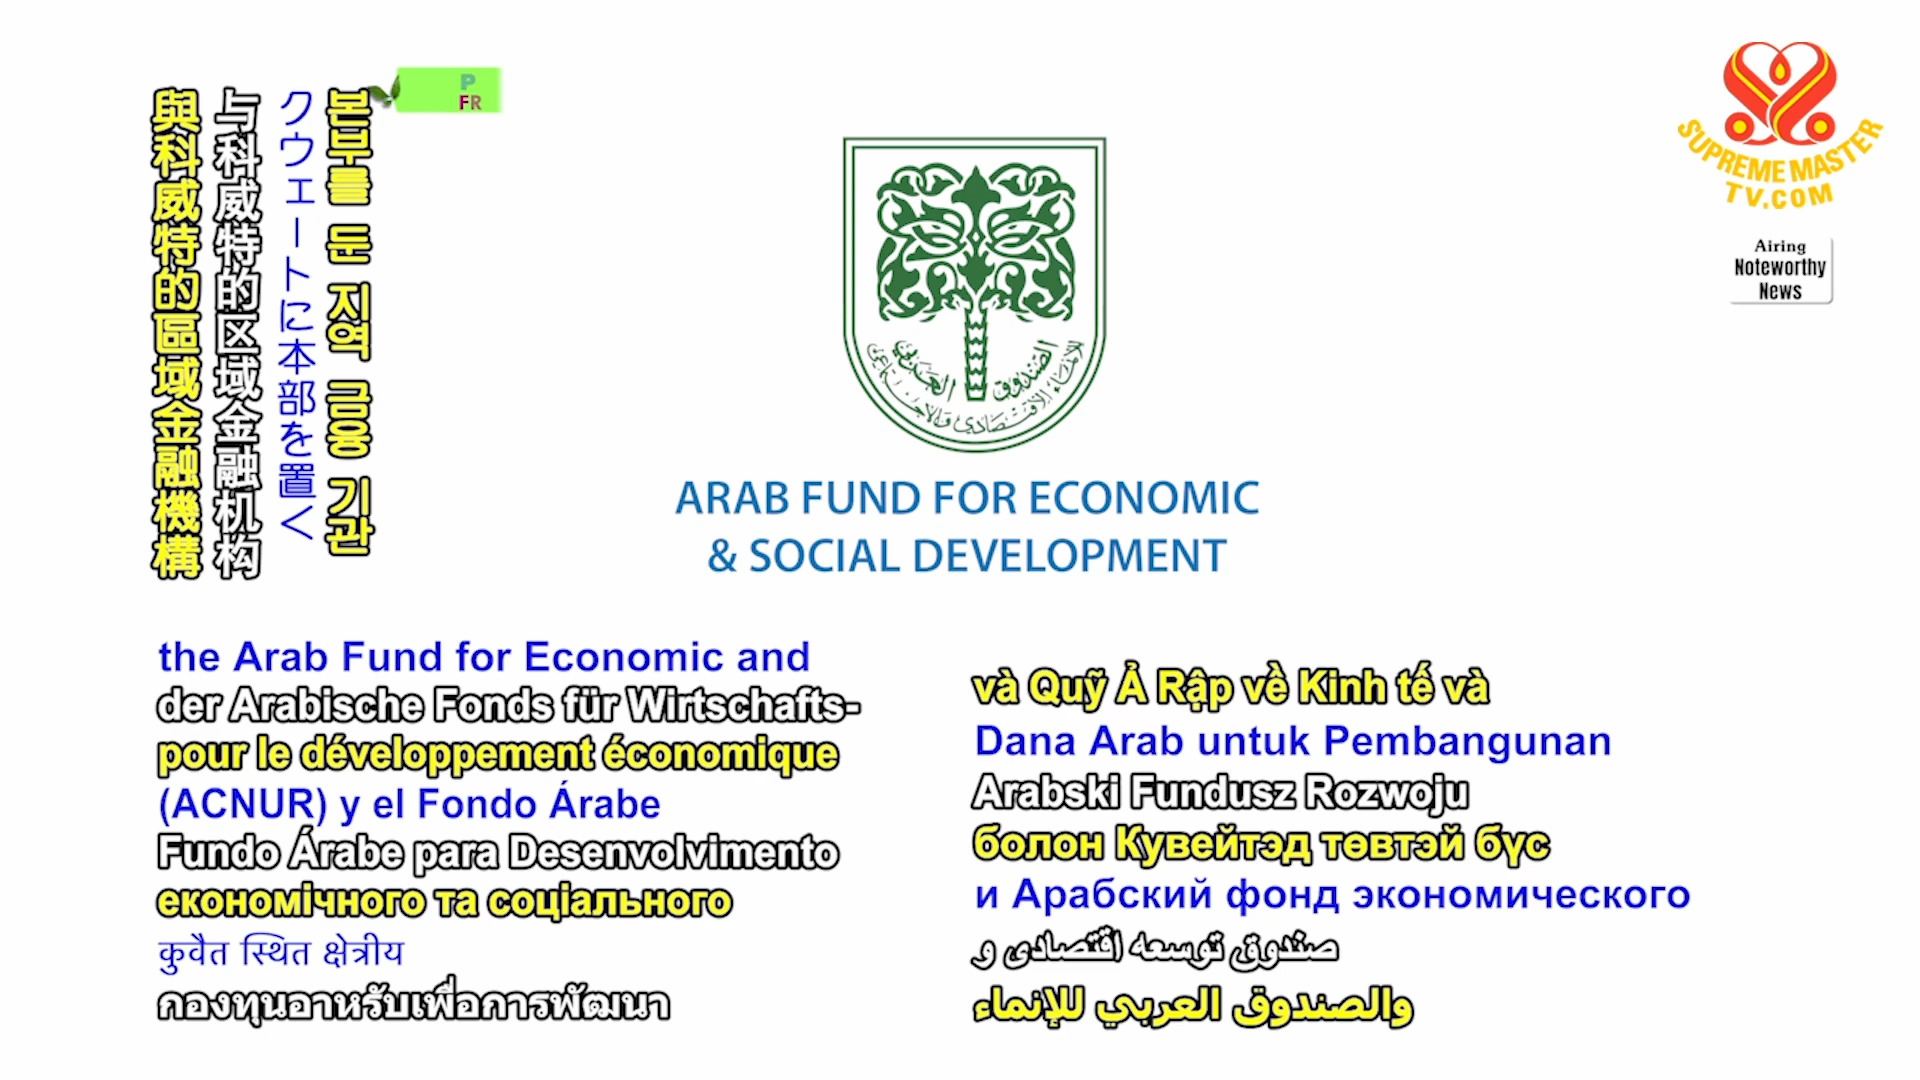 與科威特的區域金融機構
与科威特的区域金融机构
クウェートに本部を置く
본부를 둔 지역 금융 기관
P
FR
SUPREME MASTER
TV.COM
Airing
Noteworthy
News
الصندوق العربي
للإنماء الاقتصادي والاجتماعي
ARAB FUND FOR ECONOMIC
& SOCIAL DEVELOPMENT
the Arab Fund for Economic and
der Arabische Fonds für Wirtschafts-
pour le développement économique
(ACNUR) y el Fondo Árabe
Fundo Árabe para Desenvolvimento
економічного та соціального
कुवैत स्थित क्षेत्रीय
กองทุนอาหรับเพื่อการพัฒนา
và Quỹ Ả Rập về Kinh tế và
Dana Arab untuk Pembangunan
Arabski Fundusz Rozwoju
болон Кувейтэд төвтэй бүс
и Арабский фонд экономического
صندوق توسعه اقتصادی و
والصندوق العربي للإنماء